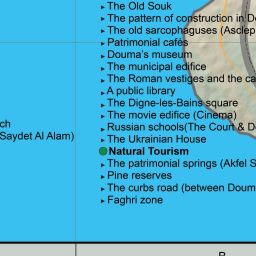 The Old Souk
The pattern of construction in Do
The old sarcophaguses (Asclep
Patrimonial cafés
Douma's museum
The municipal edifice
The Roman vestiges and the ca
A public library
The Digne-les-Bains square
The movie edifice (Cinema)
Russian schools(The Court & D
The Ukrainian House
Natural Tourism
The patrimonial springs (Akfel S
Pine reserves
The curbs road (between Doum
Faghri zone
ch
Saydet Al Alam)